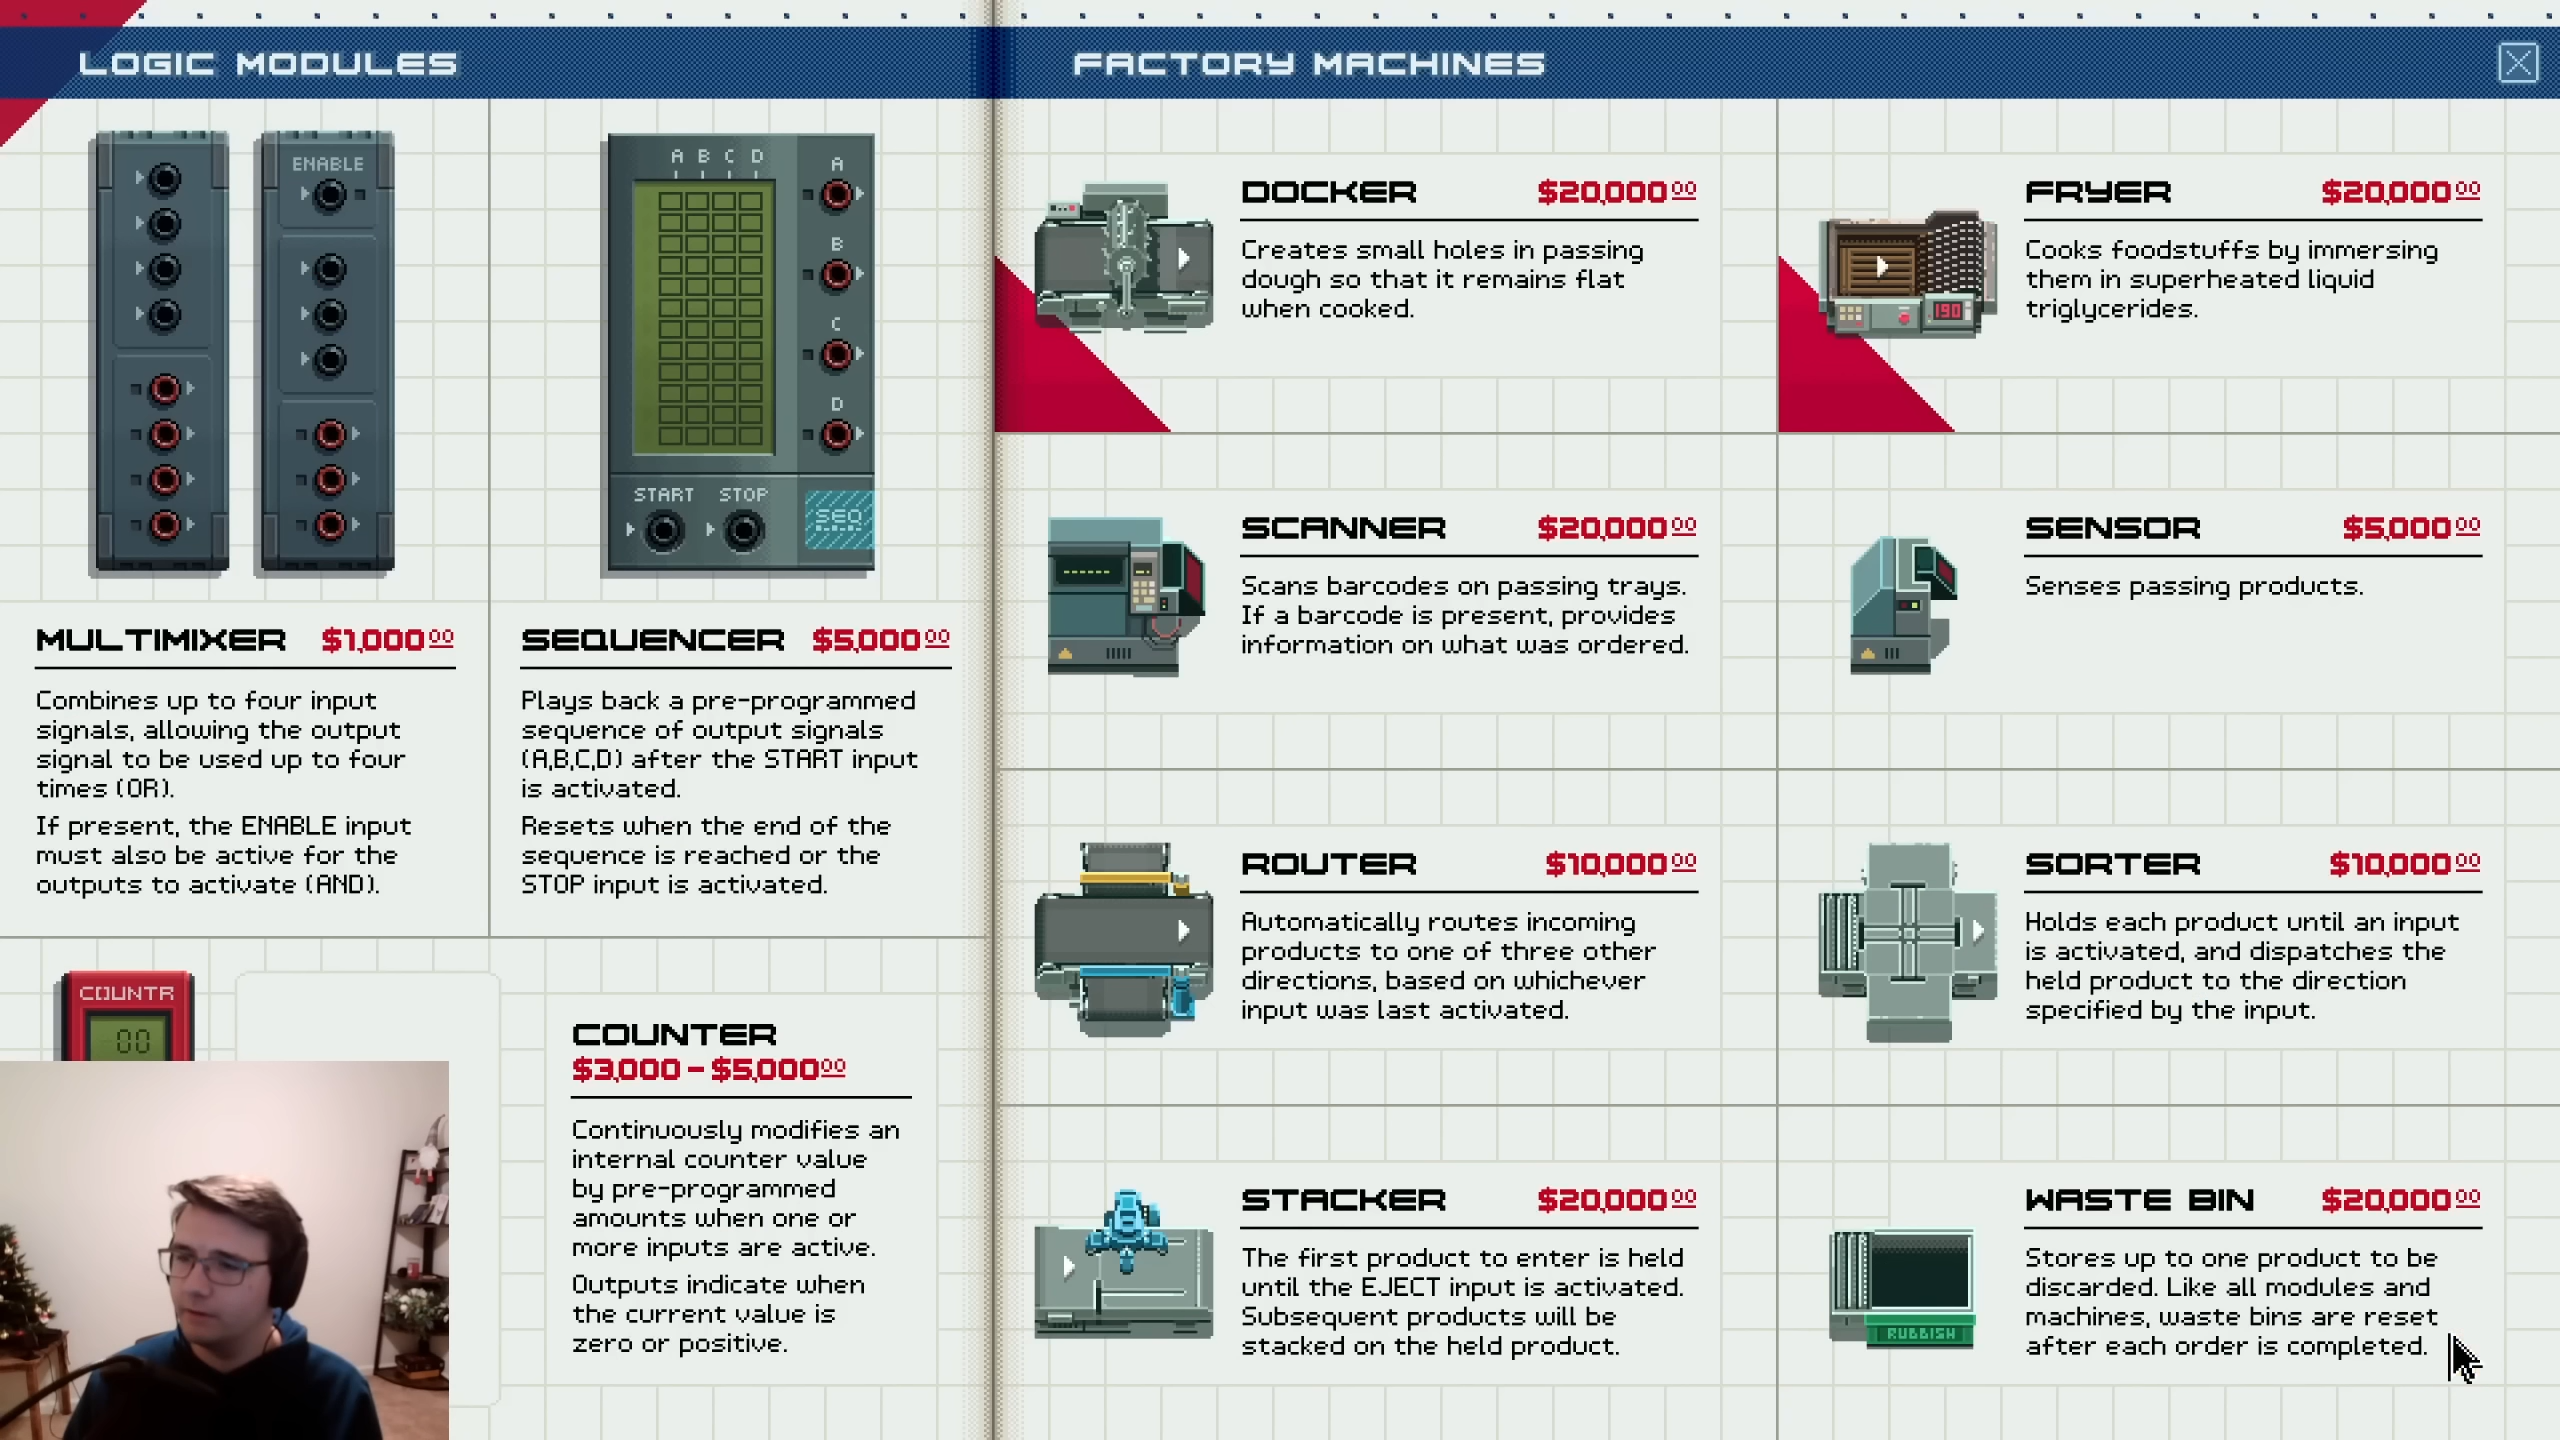 LOGIC MODULES
ENABLE
A B C D
A
B
C
D
START STOP
SEQ
MULTIMIXER $1,000.00
Combines up to four input
signals, allowing the output
signal to be used up to four
times (OR).
If present, the ENABLE input
must also be active for the
outputs to activate (AND).
SEQUENCER $5,000.00
Plays back a pre-programmed
sequence of output signals
(A,B,C,D) after the START input
is activated.
Resets when the end of the
sequence is reached or the
STOP input is activated.
COUNTR
00
COUNTER
$3,000 - $5,000.00
Continuously modifies an
internal counter value
by pre-programmed
amounts when one or
more inputs are active.
Outputs indicate when
the current value is
zero or positive.
FACTORY MACHINES
DOCKER $20,000.00
Creates small holes in passing
dough so that it remains flat
when cooked.
FRYER $20,000.00
Cooks foodstuffs by immersing
them in superheated liquid
triglycerides.
190
SCANNER $20,000.00
Scans barcodes on passing trays.
If a barcode is present, provides
information on what was ordered.
SENSOR $5,000.00
Senses passing products.
ROUTER $10,000.00
Automatically routes incoming
products to one of three other
directions, based on whichever
input was last activated.
SORTER $10,000.00
Holds each product until an input
is activated, and dispatches the
held product to the direction
specified by the input.
STACKER $20,000.00
The first product to enter is held
until the EJECT input is activated.
Subsequent products will be
stacked on the held product.
WASTE BIN $20,000.00
Stores up to one product to be
discarded. Like all modules and
machines, waste bins are reset
after each order is completed.
RUBBISH